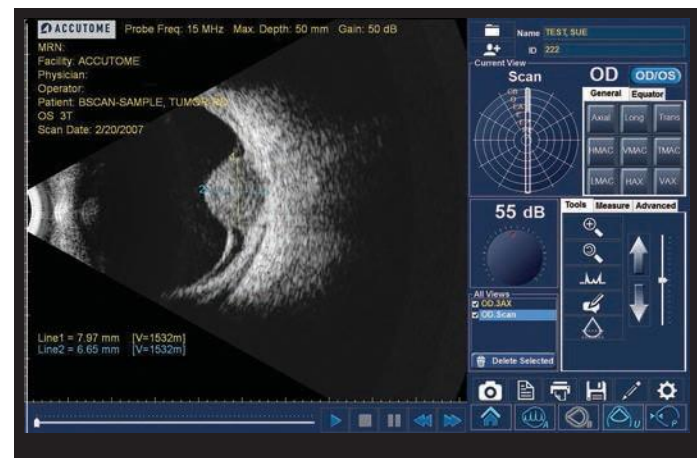 ACCUTOME Probe Freq: 15 MHz Max. Depth: 50 mm Gain: 50 dB
MRN:
Facility: ACCUTOME
Physician:
Operator:
Patient: BSCAN-SAMPLE, TUMOR
OS 3T
Scan Date: 2/20/2007
2
Line1 = 7.97 mm [V=1532m]
Line2 = 6.65 mm [V=1532m]
Name TEST, SUE
ID 222
Current View
Scan
OD
OD/OS
General Equator
Axial Long Trans
HMAC VMAC TMAC
LMAC HAX VAX
55 dB
Tools Measure Advanced
All Views
OD.3AX
OD.Scan
Delete Selected
A B U P